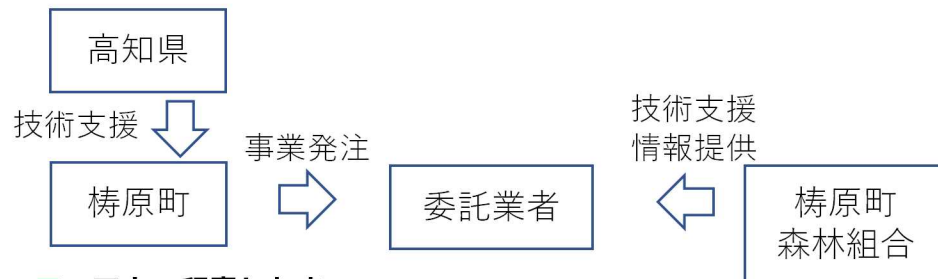 高知県
技術支援
事業発注
技術支援
情報提供
梼原町
委託業者
梼原町
森林組合